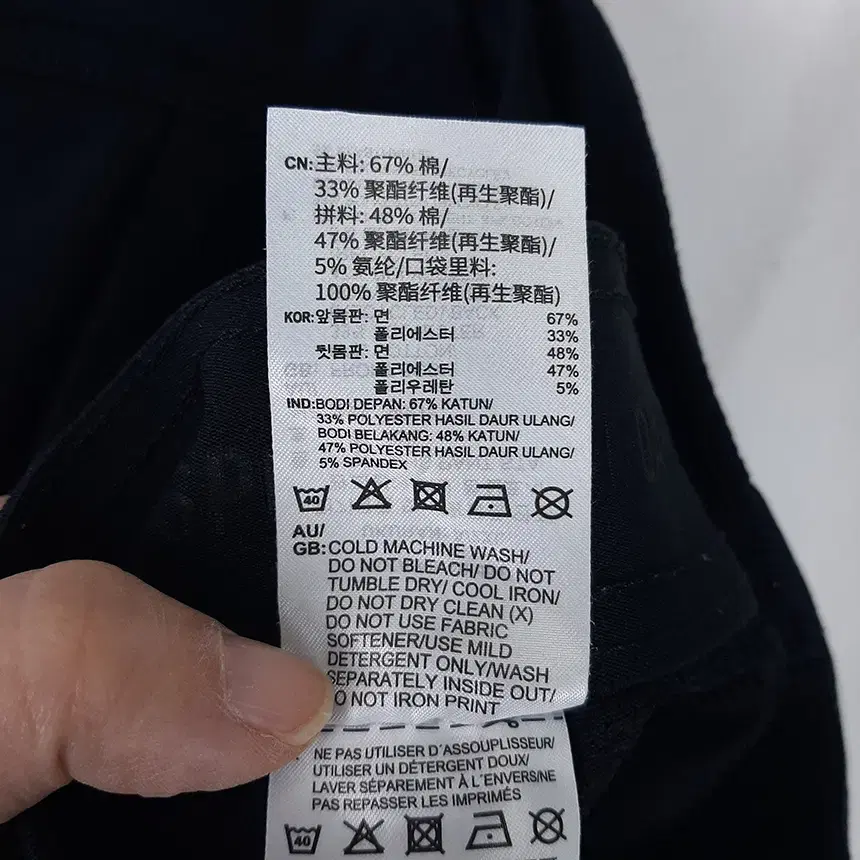 CN:主料: 67% 棉/
33% 聚酯纤维(再生聚酯)/
拼料: 48% 棉/
47% 聚酯纤维(再生聚酯)/
5% 氨纶/口袋里料:
100% 聚酯纤维(再生聚酯)
KOR:앞몸판: 면 67%
폴리에스터 33%
뒷몸판: 면 48%
폴리에스터 47%
폴리우레탄 5%
IND:BODI DEPAN: 67% KATUN/
33% POLYESTER HASIL DAUR ULANG/
BODI BELAKANG: 48% KATUN/
47% POLYESTER HASIL DAUR ULANG/
5% SPANDEX
40
AU/
GB: COLD MACHINE WASH/
DO NOT BLEACH/ DO NOT
TUMBLE DRY/ COOL IRON/
DO NOT DRY CLEAN (X)
DO NOT USE FABRIC
SOFTENER/USE MILD
DETERGENT ONLY/WASH
SEPARATELY INSIDE OUT/
DO NOT IRON PRINT
NE PAS UTILISER D´ASSOUPLISSEUR/
UTILISER UN DÉTERGENT DOUX/
LAVER SÉPAREMENT À L´ENVERS/NE
PAS REPASSER LES IMPRIMÉS
40